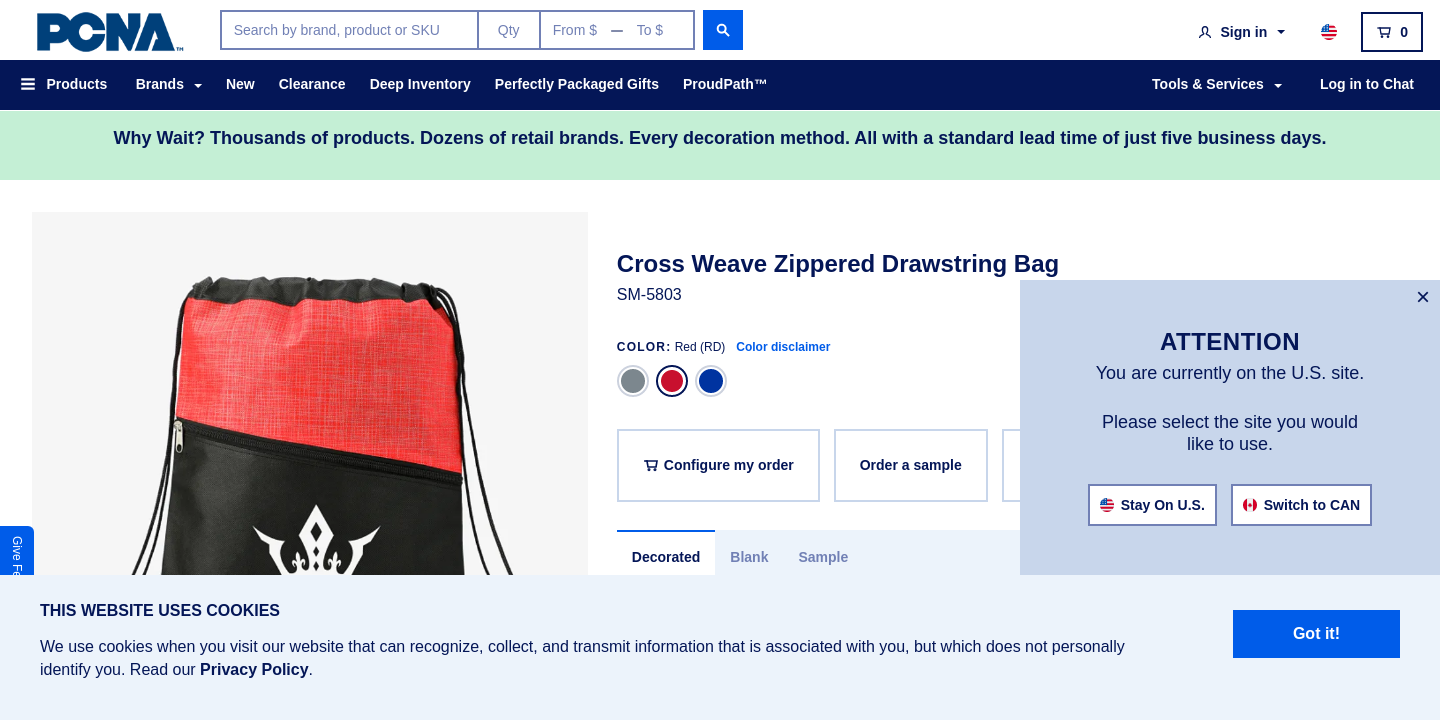 PCNA™
Search by brand, product or SKU
Qty
From $ — To $
Sign in
0
Products
Brands
New
Clearance
Deep Inventory
Perfectly Packaged Gifts
ProudPath™
Tools & Services
Log in to Chat
Why Wait? Thousands of products. Dozens of retail brands. Every decoration method. All with a standard lead time of just five business days.
Cross Weave Zippered Drawstring Bag
SM-5803
COLOR: Red (RD) Color disclaimer
Configure my order
Order a sample
Decorated
Blank
Sample
×
ATTENTION
You are currently on the U.S. site.
Please select the site you would
like to use.
Stay On U.S.
Switch to CAN
Give
THIS WEBSITE USES COOKIES
We use cookies when you visit our website that can recognize, collect, and transmit information that is associated with you, but which does not personally
identify you. Read our Privacy Policy.
Got it!